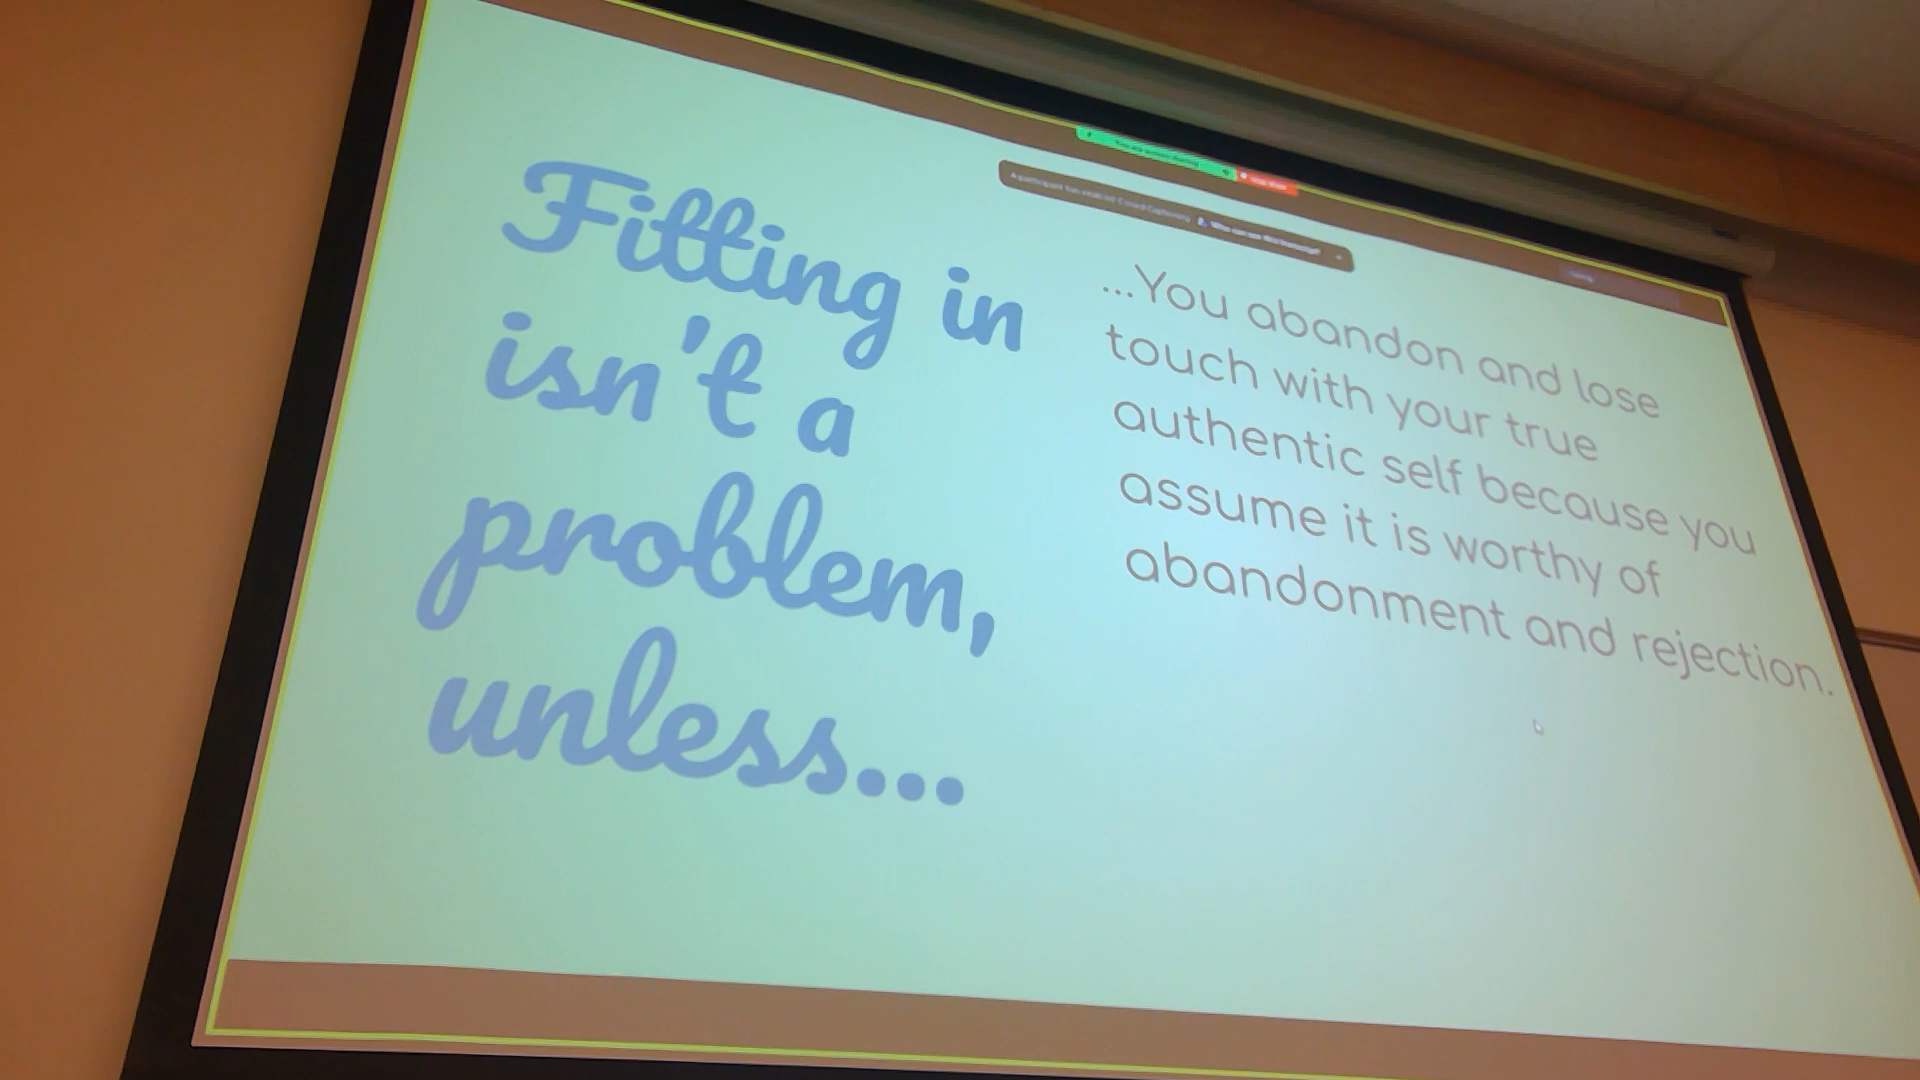 Fitting in
isn't a
problem,
unless...
...You abandon and lose
touch with your true
authentic self because you
assume it is worthy of
abandonment and rejection.